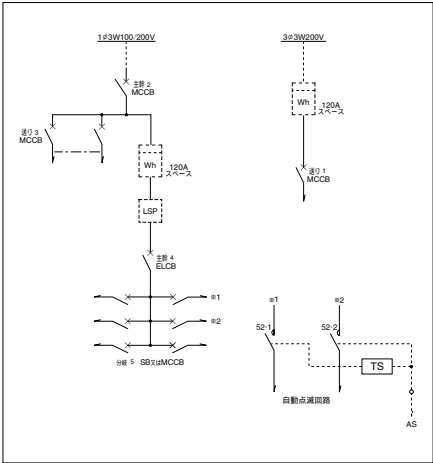 1φ3W100/200V
3φ3W200V
主幹 2
MCCB
送り 3
MCCB
Wh
120A
スペース
Wh
120A
スペース
送り 1
MCCB
LSP
主幹 4
ELCB
※1
※2
分岐 5 SB又はMCCB
※1
※2
52-1
52-2
TS
自動点滅回路
AS